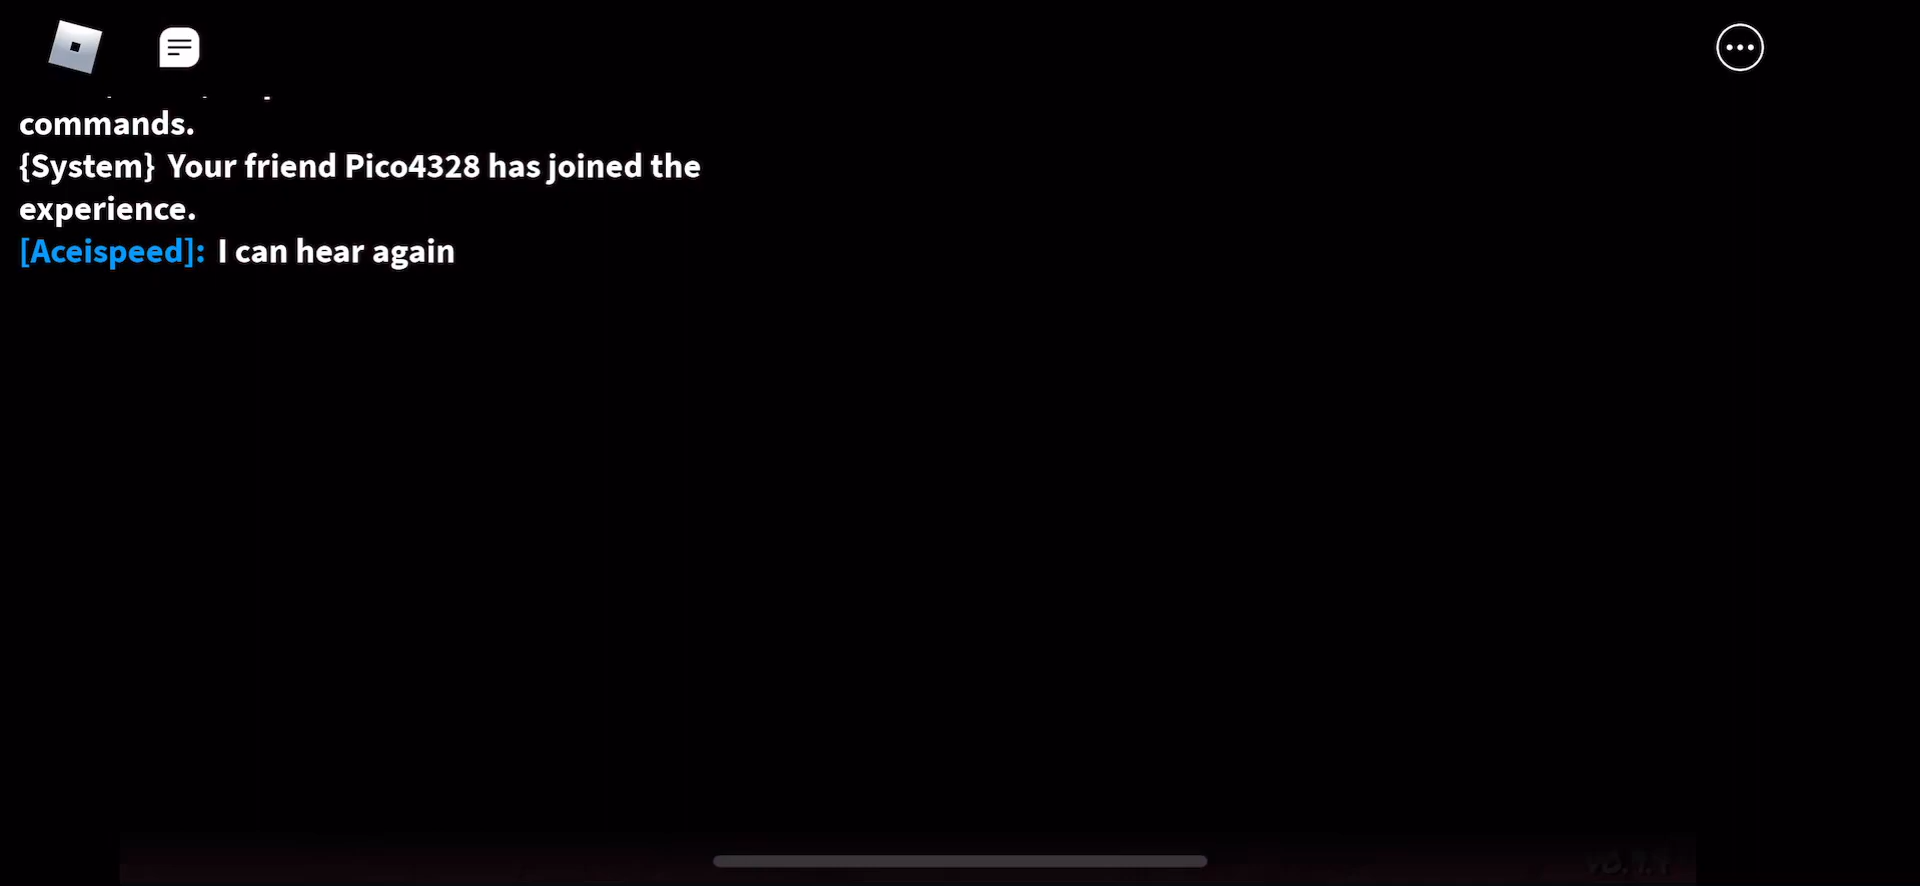 commands.
{System} Your friend Pico4328 has joined the
experience.
[Aceispeed]: I can hear again